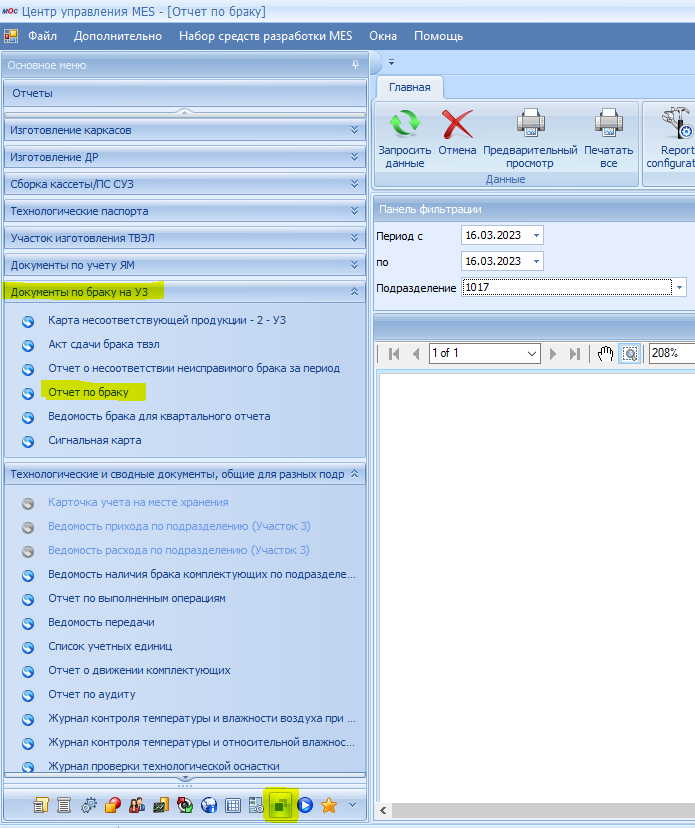 МОС Центр управления MES - [Отчет по браку]
Файл Дополнительно Набор средств разработки MES Окна Помощь
Основное меню
Отчеты
Изготовление каркасов
Изготовление ДР
Сборка кассеты/ПС СУЗ
Технологические паспорта
Участок изготовления ТВЭЛ
Документы по учету ЯМ
Документы по браку на УЗ
Карта несоответствующей продукции - 2 - УЗ
Акт сдачи брака твэл
Отчет о несоответствии неисправимого брака за период
Отчет по браку
Ведомость брака для квартального отчета
Сигнальная карта
Технологические и сводные документы, общие для разных подр
Карточка учета на месте хранения
Ведомость прихода по подразделению (Участок 3)
Ведомость расхода по подразделению (Участок 3)
Ведомость наличия брака комплектующих по подразделе...
Отчет по выполненным операциям
Ведомость передачи
Список учетных единиц
Отчет о движении комплектующих
Отчет по аудиту
Журнал контроля температуры и влажности воздуха при ...
Журнал контроля температуры и относительной влажнос...
Журнал проверки технологической оснастки
Главная
Запросить данные
Отмена
Предварительный просмотр
Печатать все
Report
configurat
Данные
Панель фильтрации
Период с 16.03.2023
по 16.03.2023
Подразделение 1017
1 of 1 208%